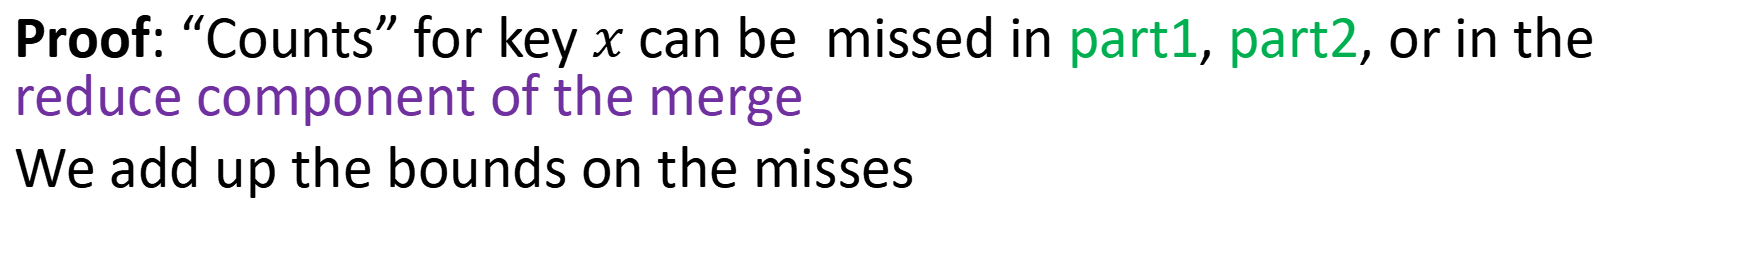 Proof: “Counts” for key 𝑥 can be  missed in part1, part2, or in the
reduce component of the merge
We add up the bounds on the misses